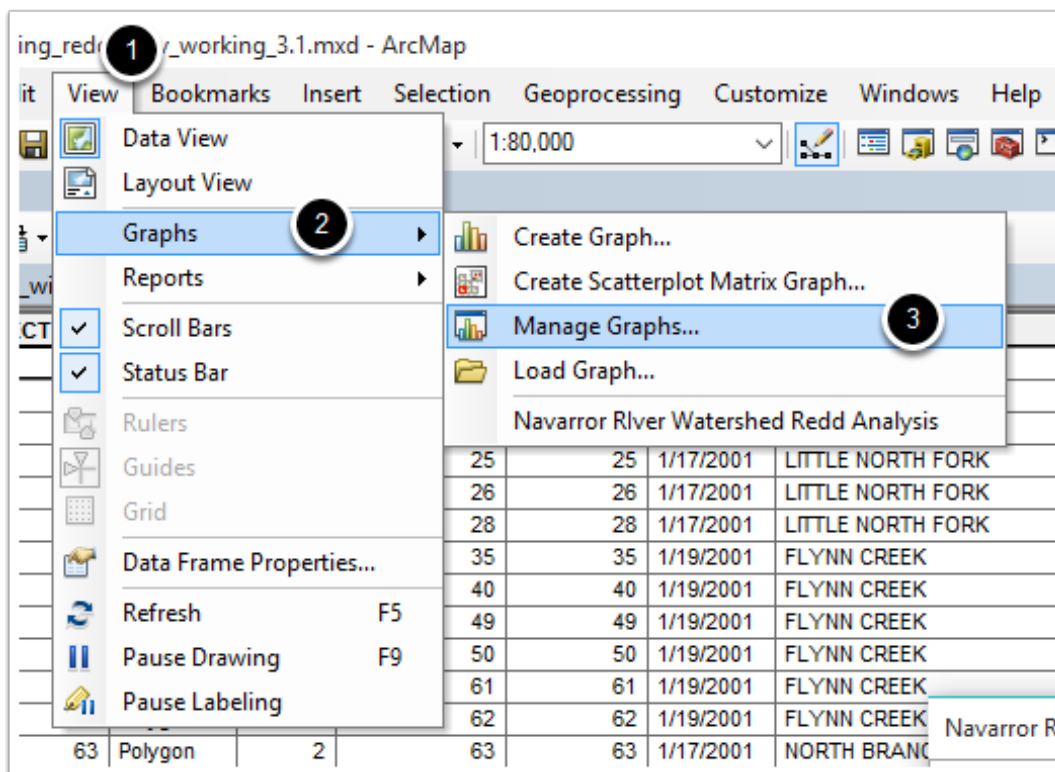 ing_redd 1 y_working_3.1.mxd - ArcMap
lit View Bookmarks Insert Selection Geoprocessing Customize Windows Help
Data View
1:80,000
Layout View
Graphs 2
Create Graph...
Reports
Create Scatterplot Matrix Graph...
_wi
ECT
Scroll Bars
Manage Graphs... 3
Status Bar
Load Graph...
Rulers
Navarror RIver Watershed Redd Analysis
Guides
25 25 1/17/2001 LITTLE NORTH FORK
26 26 1/17/2001 LITTLE NORTH FORK
Grid
28 28 1/17/2001 LITTLE NORTH FORK
Data Frame Properties...
35 35 1/19/2001 FLYNN CREEK
40 40 1/19/2001 FLYNN CREEK
Refresh F5
49 49 1/19/2001 FLYNN CREEK
Pause Drawing F9
50 50 1/19/2001 FLYNN CREEK
61 61 1/19/2001 FLYNN CREEK
Pause Labeling
62 62 1/19/2001 FLYNN CREEK
Navarror R
63 Polygon 2 63 63 1/17/2001 NORTH BRANC